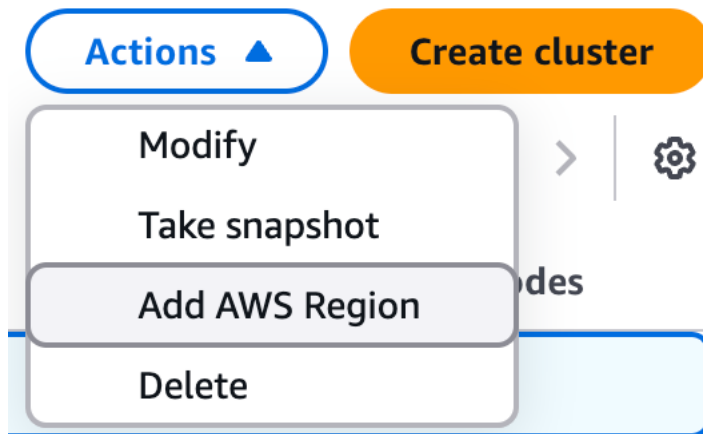 Actions
Create cluster
Modify
Take snapshot
Add AWS Region
Delete